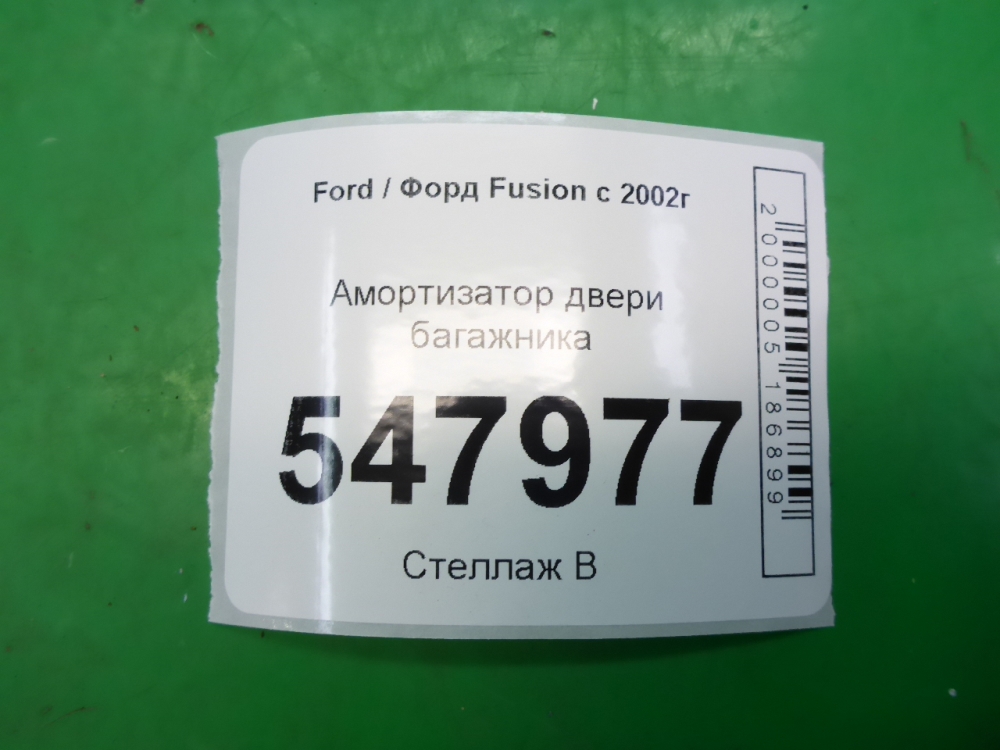 Ford / Форд Fusion с 2002г
Амортизатор двери
багажника
547977
Стеллаж В
2000005186899